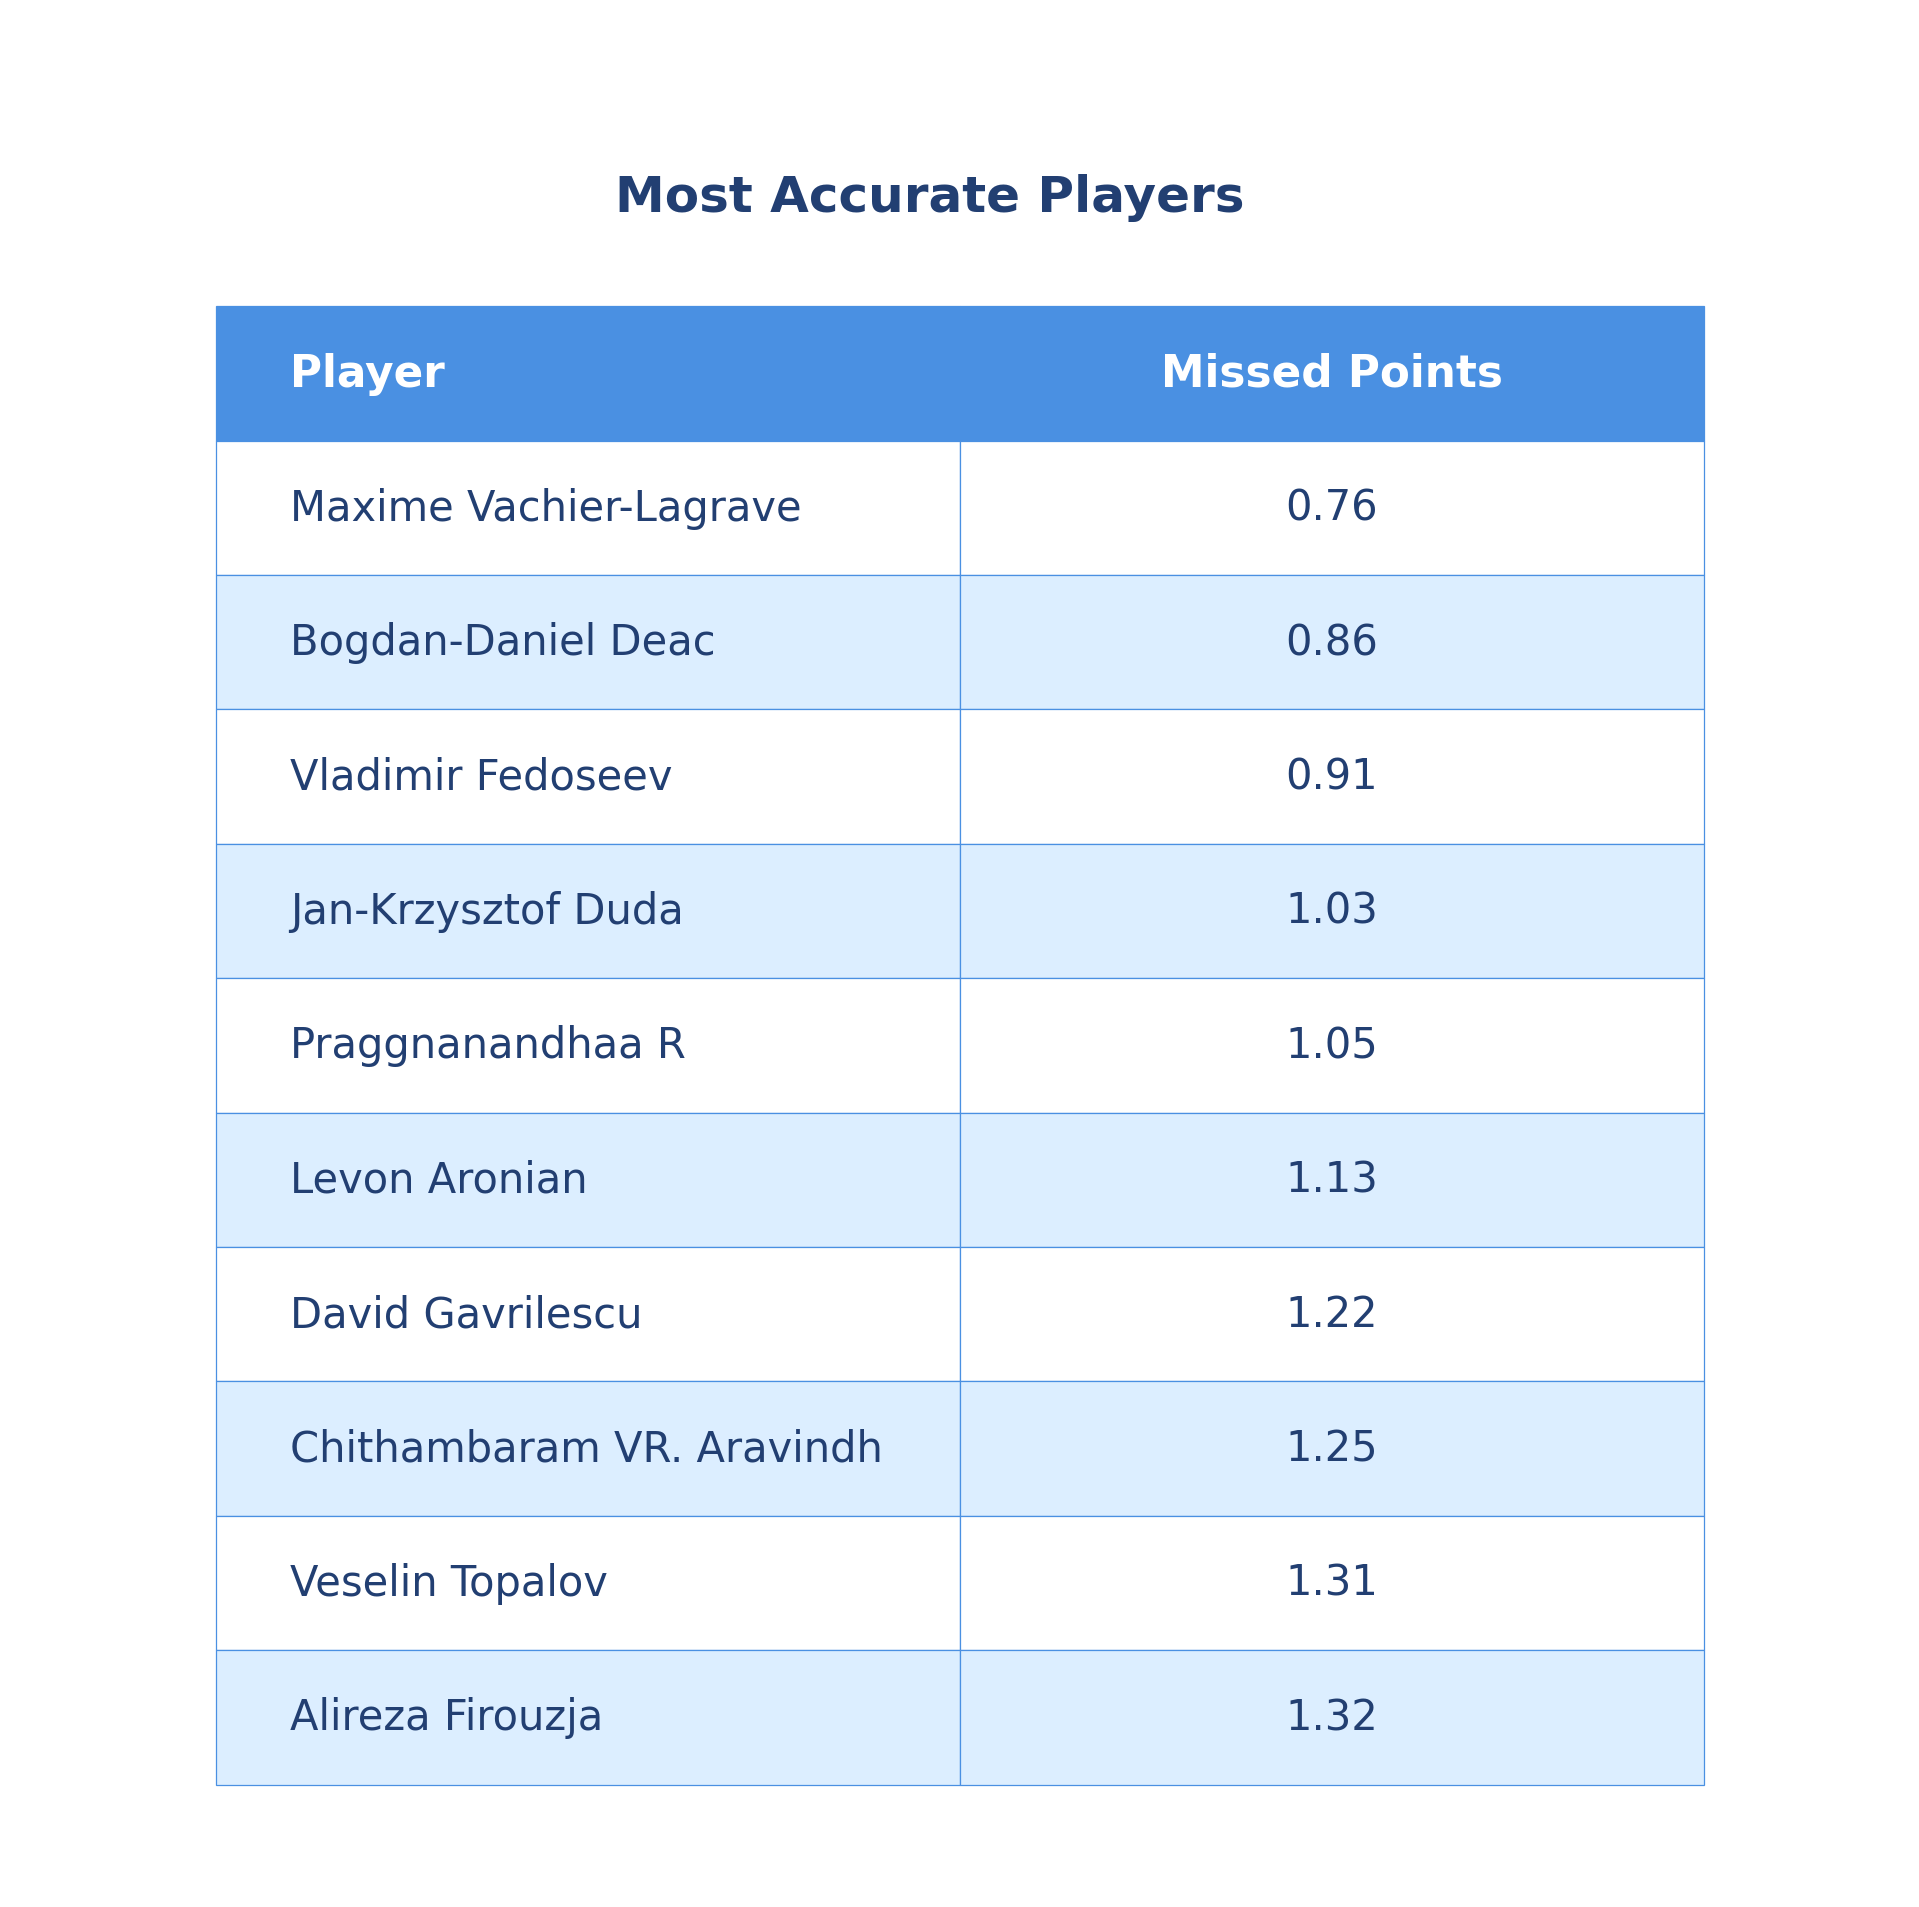 Most Accurate Players
Player Missed Points
Maxime Vachier-Lagrave 0.76
Bogdan-Daniel Deac 0.86
Vladimir Fedoseev 0.91
Jan-Krzysztof Duda 1.03
Praggnanandhaa R 1.05
Levon Aronian 1.13
David Gavrilescu 1.22
Chithambaram VR. Aravindh 1.25
Veselin Topalov 1.31
Alireza Firouzja 1.32